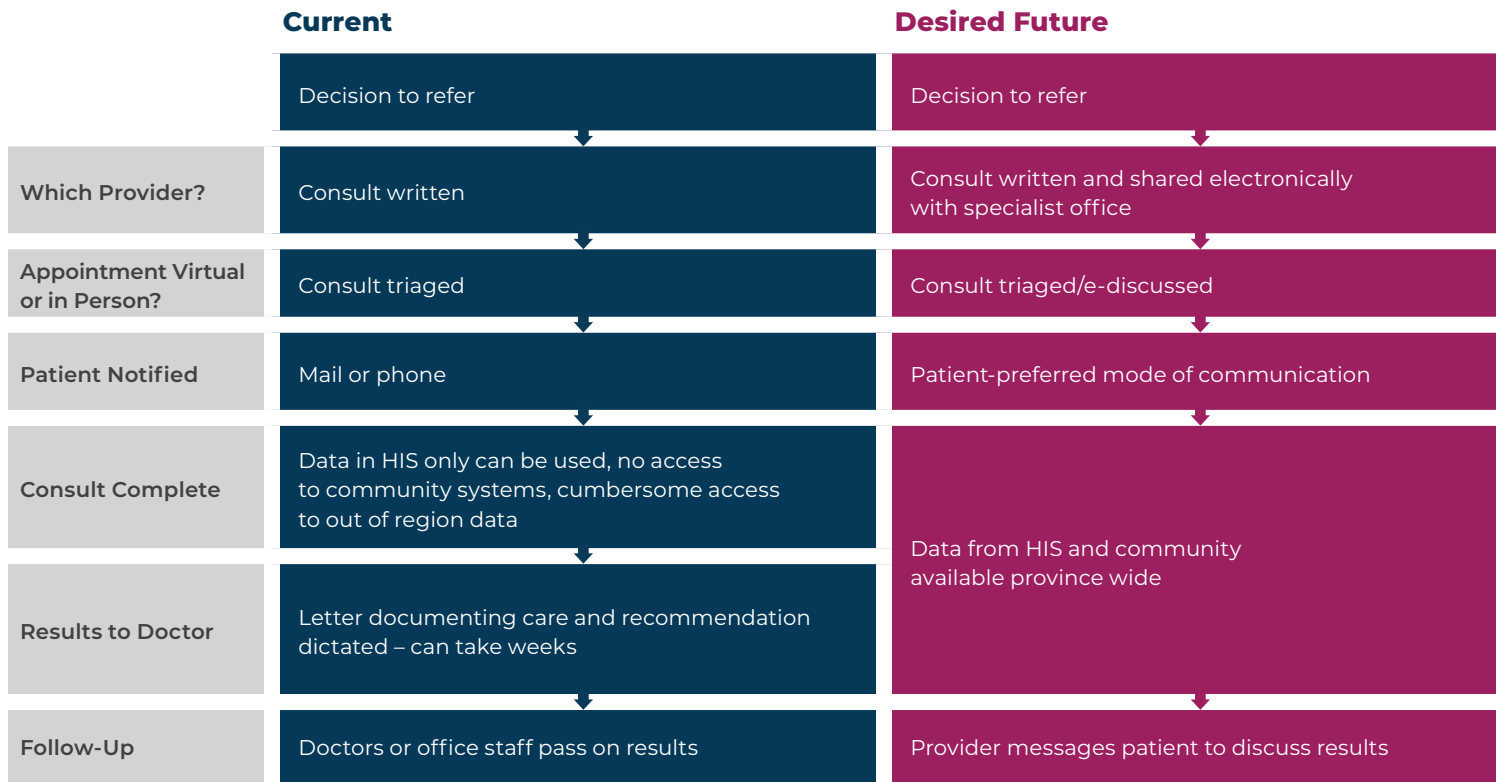 Current
Desired Future
Decision to refer
Decision to refer
Which Provider?
Consult written
Consult written and shared electronically
with specialist office
Appointment Virtual
or in Person?
Consult triaged
Consult triaged/e-discussed
Patient Notified
Mail or phone
Patient-preferred mode of communication
Consult Complete
Data in HIS only can be used, no access
to community systems, cumbersome access
to out of region data
Data from HIS and community
available province wide
Results to Doctor
Letter documenting care and recommendation
dictated – can take weeks
Follow-Up
Doctors or office staff pass on results
Provider messages patient to discuss results